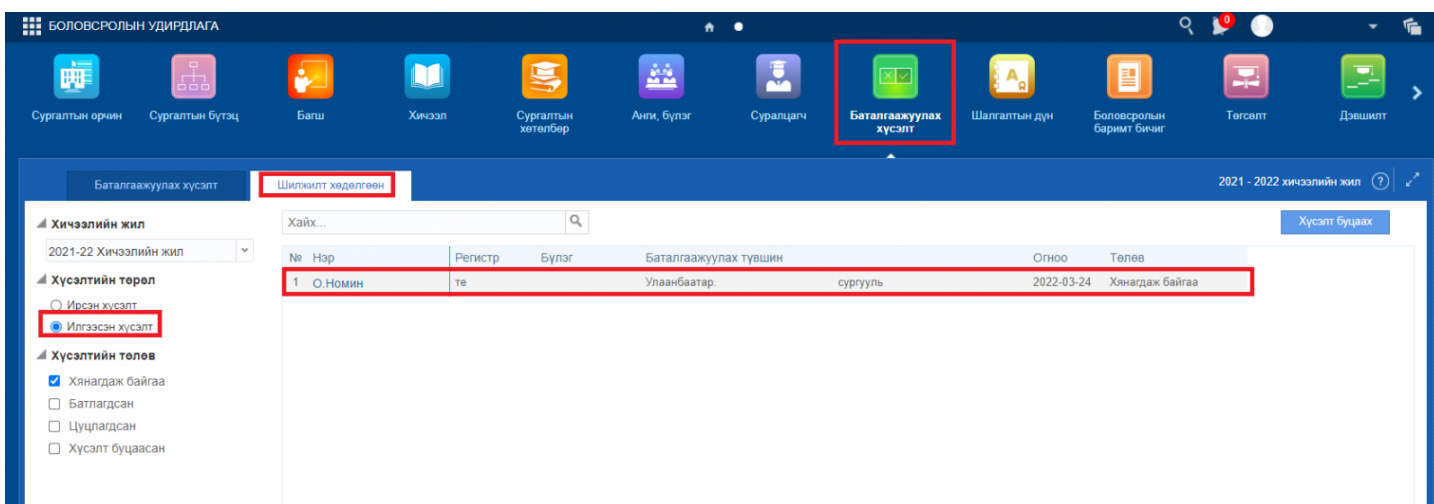 БОЛОВСРОЛЫН УДИРДЛАГА
0
Сургалтын орчин
Сургалтын бүтэц
Багш
Хичээл
Сургалтын
хөтөлбөр
Анги, бүлэг
Суралцагч
Баталгаажуулах
хүсэлт
Шалгалтын дүн
Боловсролын
баримт бичиг
Төгсөлт
Дэвшилт
Баталгаажуулах хүсэлт
Шилжилт хөдөлгөөн
2021 - 2022 хичээлийн жил
Хичээлийн жил
2021-22 Хичээлийн жил
Хүсэлтийн төрөл
Ирсэн хүсэлт
Илгээсэн хүсэлт
Хүсэлтийн төлөв
Хянагдаж байгаа
Батлагдсан
Цуцлагдсан
Хүсэлт буцаасан
Хайх...
Хүсэлт буцаах
№ Нэр Регистр Бүлэг Баталгаажуулах түвшин Огноо Төлөв
1 О.Номин те Улаанбаатар. сургууль 2022-03-24 Хянагдаж байгаа